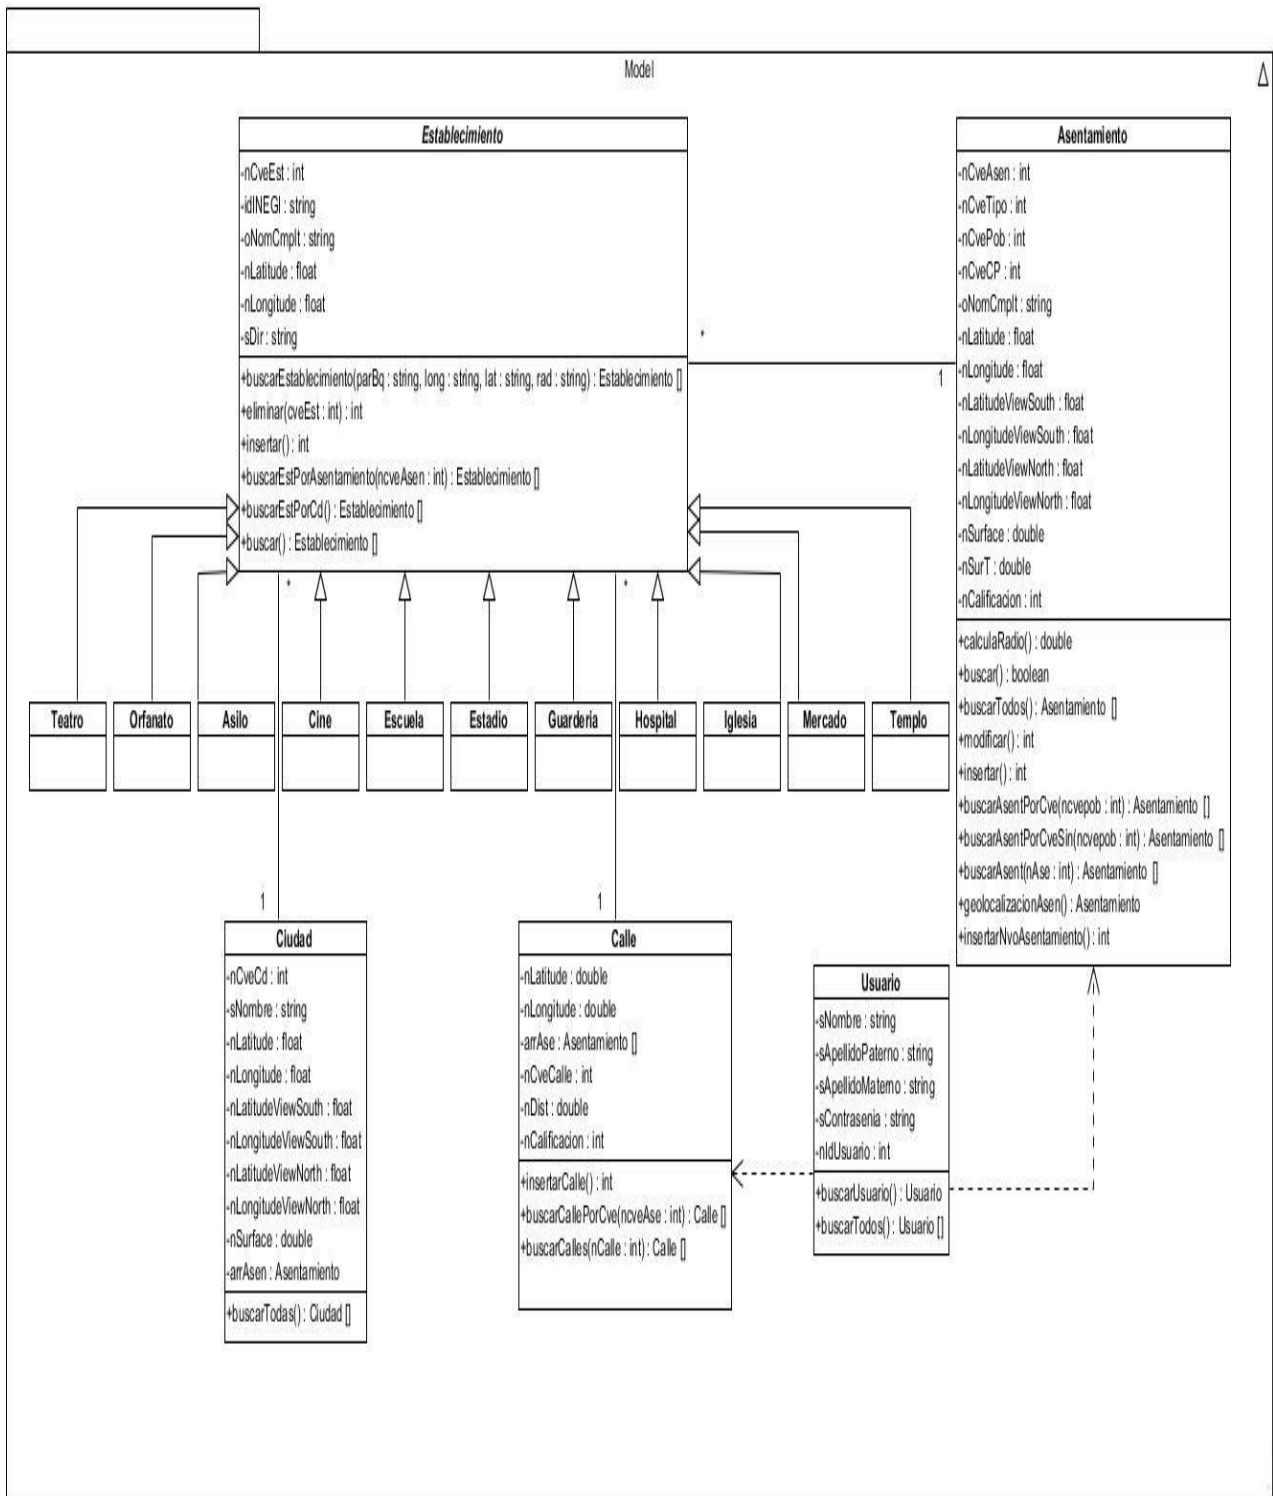 Model
Establecimiento
-nCveEst : int
-idINEGI : string
-oNomCmplt : string
-nLatitude : float
-nLongitude : float
-sDir : string
+buscarEstablecimiento(parBq : string, long : string, lat : string, rad : string) : Establecimiento []
+eliminar(cveEst : int) : int
+insertar() : int
+buscarEstPorAsentamiento(ncveAsen : int) : Establecimiento []
+buscarEstPorCd() : Establecimiento []
+buscar() : Establecimiento []
Asentamiento
-nCveAsen : int
-nCveTipo : int
-nCvePob : int
-nCveCP : int
-oNomCmplt : string
-nLatitude : float
-nLongitude : float
-nLatitudeViewSouth : float
-nLongitudeViewSouth : float
-nLatitudeViewNorth : float
-nLongitudeViewNorth : float
-nSurface : double
-nSurT : double
-nCalificacion : int
+calculaRadio() : double
+buscar() : boolean
+buscarTodos() : Asentamiento []
+modificar() : int
+insertar() : int
+buscarAsentPorCve(ncvepob : int) : Asentamiento []
+buscarAsentPorCveSin(ncvepob : int) : Asentamiento []
+buscarAsent(nAse : int) : Asentamiento []
+geolocalizacionAsen() : Asentamiento
+insertarNvoAsentamiento() : int
*
1
*
*
Teatro
Orfanato
Asilo
Cine
Escuela
Estadio
Guarderia
Hospital
Iglesia
Mercado
Templo
1
1
Ciudad
-nCveCd : int
-sNombre : string
-nLatitude : float
-nLongitude : float
-nLatitudeViewSouth : float
-nLongitudeViewSouth : float
-nLatitudeViewNorth : float
-nLongitudeViewNorth : float
-nSurface : double
-arrAsen : Asentamiento
+buscarTodas() : Ciudad []
Calle
-nLatitude : double
-nLongitude : double
-arrAse : Asentamiento []
-nCveCalle : int
-nDist : double
-nCalificacion : int
+insertarCalle() : int
+buscarCallePorCve(ncveAse : int) : Calle []
+buscarCalles(nCalle : int) : Calle []
Usuario
-sNombre : string
-sApellidoPaterno : string
-sApellidoMaterno : string
-sContrasenia : string
-nIdUsuario : int
+buscarUsuario() : Usuario
+buscarTodos() : Usuario []